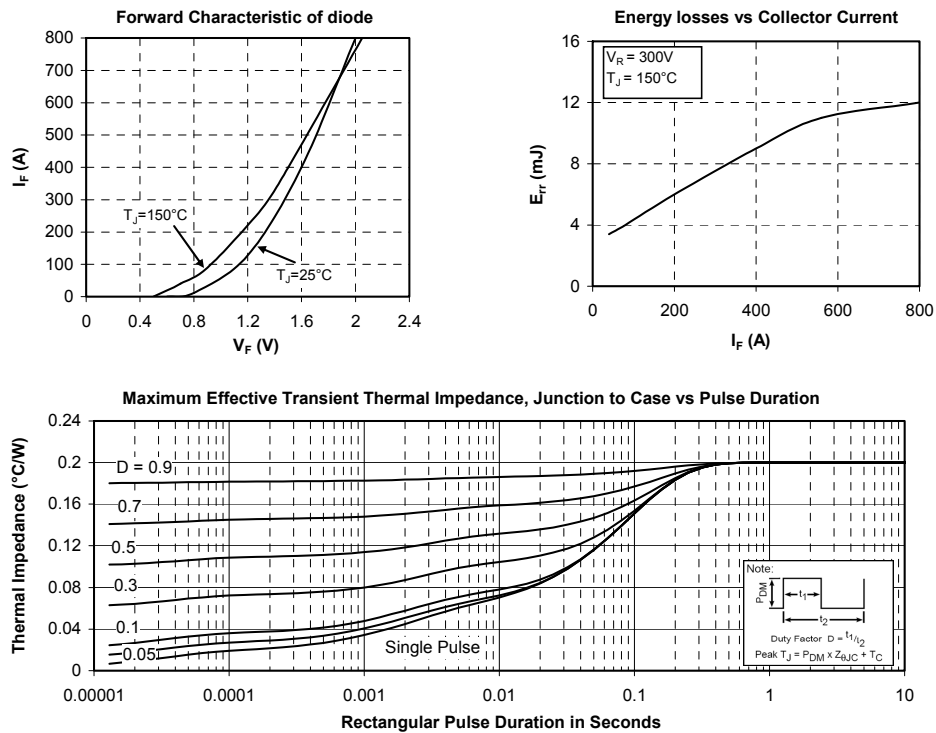 Forward Characteristic of diode
800
700
600
500
400
300
200
100
0
I_F (A)
T_J=150°C
T_J=25°C
0 0.4 0.8 1.2 1.6 2 2.4
V_F (V)
Energy losses vs Collector Current
16
12
8
4
0
E_rr (mJ)
V_R = 300V
T_J = 150°C
0 200 400 600 800
I_F (A)
Maximum Effective Transient Thermal Impedance, Junction to Case vs Pulse Duration
0.24
0.2
0.16
0.12
0.08
0.04
0
Thermal Impedance (°C/W)
D = 0.9
0.7
0.5
0.3
0.1
0.05
Single Pulse
Note:
P_DM
t_1
t_2
Duty Factor D = t1/t2
Peak T_J = P_DM x Z_θJC + T_C
0.00001 0.0001 0.001 0.01 0.1 1 10
Rectangular Pulse Duration in Seconds